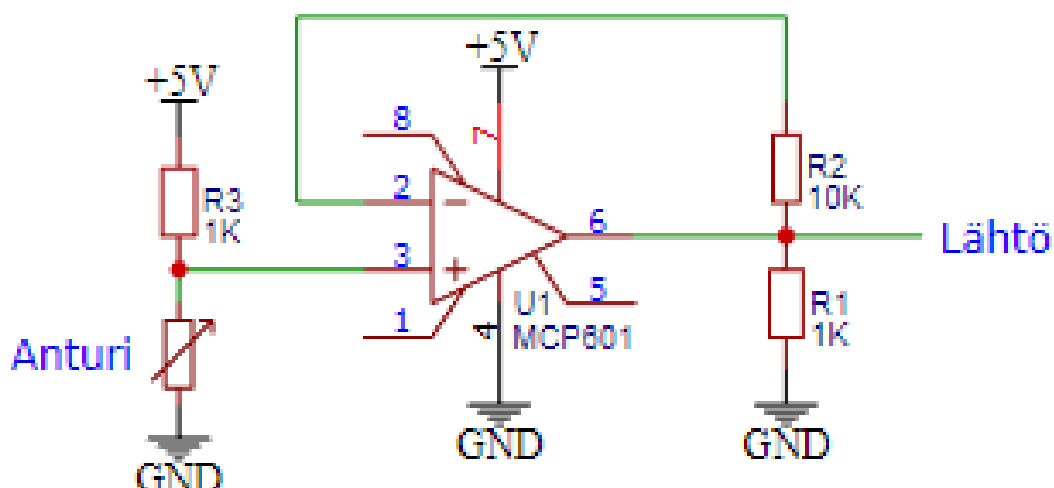 +5V
+5V
8
7
R3
1K
2
-
6
R2
10K
Lähtö
3
+
5
1
4
U1
MCP601
R1
1K
Anturi
GND
GND
GND